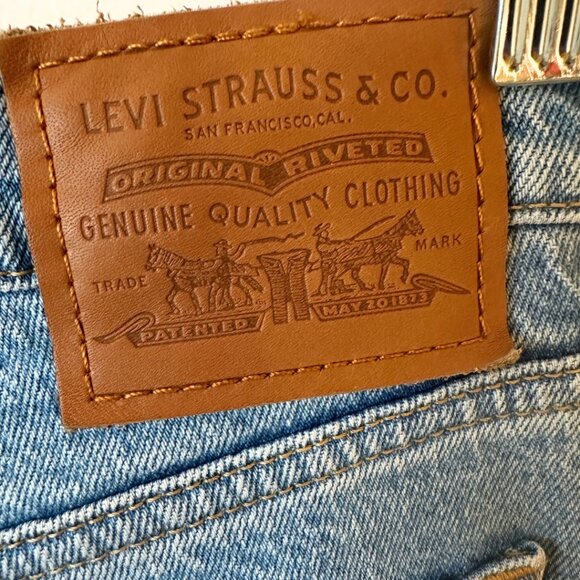 LEVI STRAUSS & CO.
SAN FRANCISCO, CAL.
ORIGINAL RIVETED
GENUINE QUALITY CLOTHING
TRADE MARK
PATENTED MAY 20 1873